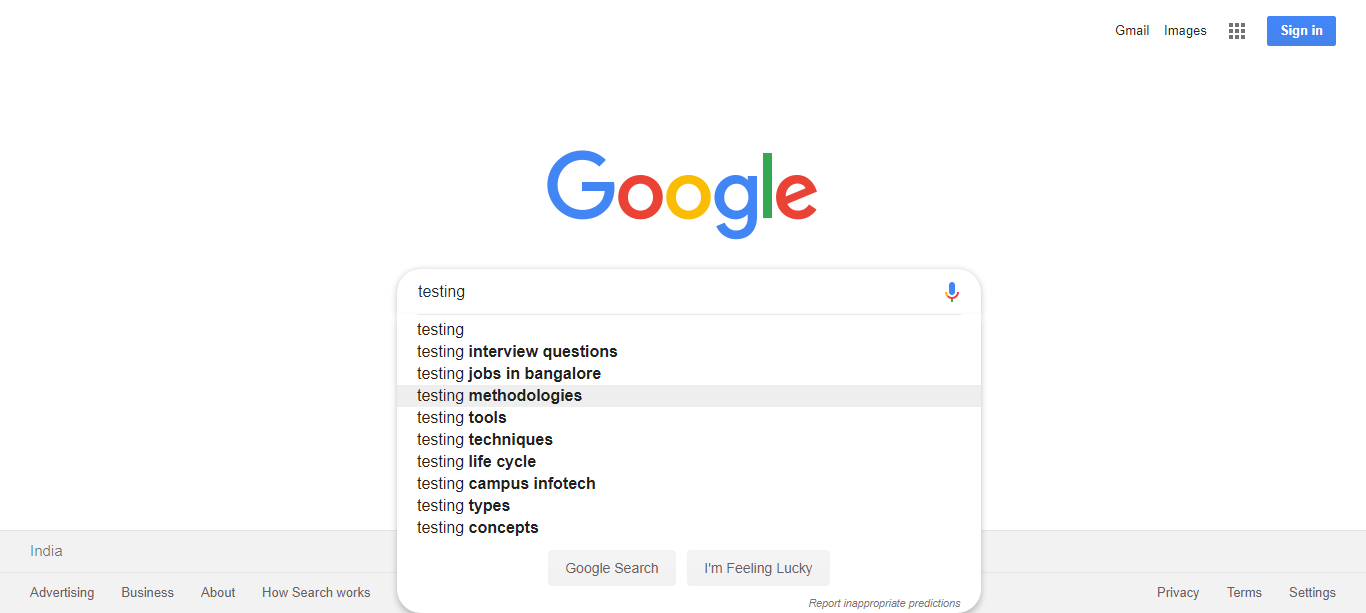 Gmail Images Sign in
Google
testing
testing
testing interview questions
testing jobs in bangalore
testing methodologies
testing tools
testing techniques
testing life cycle
testing campus infotech
testing types
testing concepts
Google Search I'm Feeling Lucky
Report inappropriate predictions
India
Advertising Business About How Search works Privacy Terms Settings